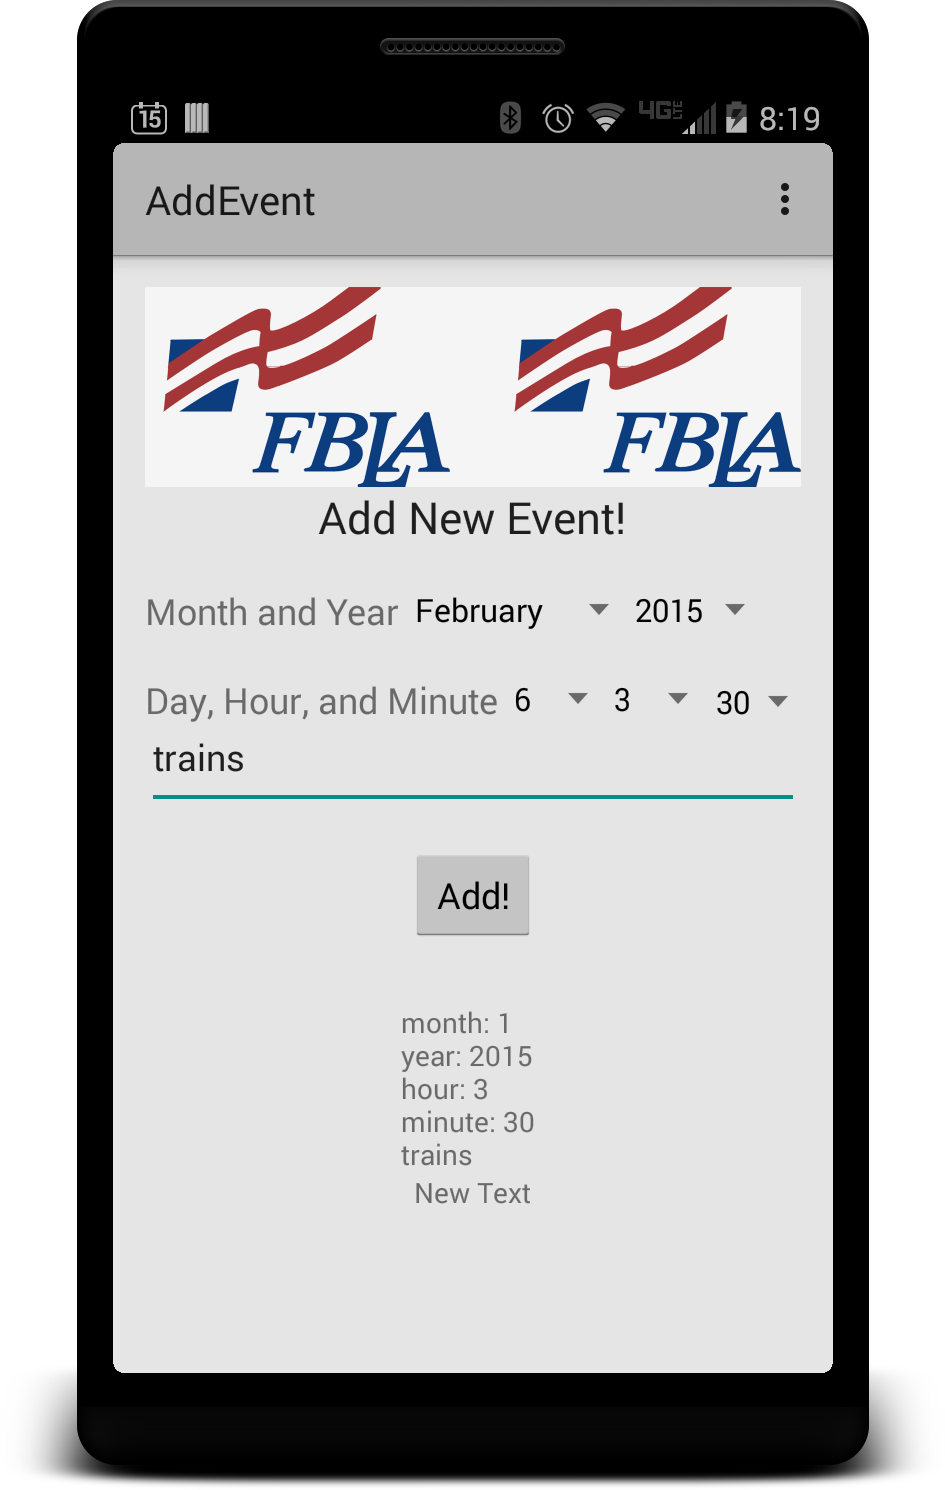 15 4G LTE 8:19
AddEvent
FBLA FBLA
Add New Event!
Month and Year February 2015
Day, Hour, and Minute 6 3 30
trains
Add!
month: 1
year: 2015
hour: 3
minute: 30
trains
New Text